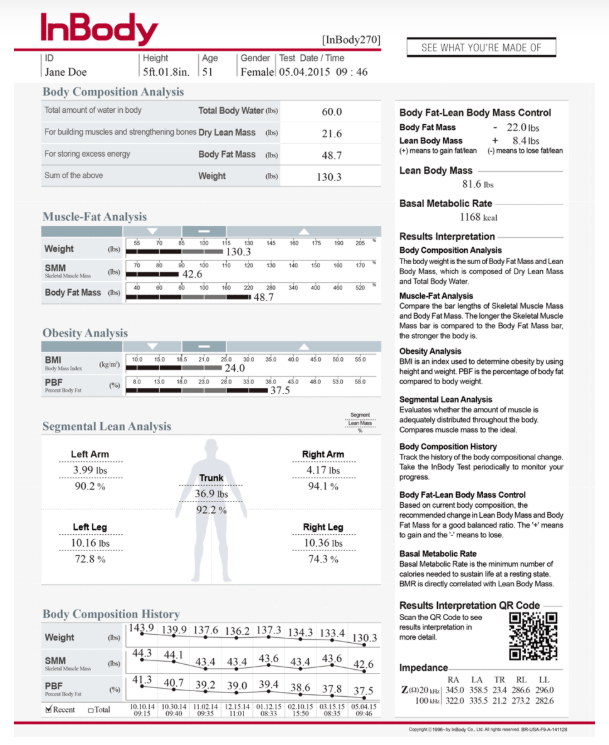 InBody
[InBody270]
SEE WHAT YOU'RE MADE OF
ID Height Age Gender Test Date / Time
Jane Doe 5ft.01.8in. 51 Female 05.04.2015 09 : 46
Body Composition Analysis
Total amount of water in body Total Body Water (lbs) 60.0
For building muscles and strengthening bones Dry Lean Mass (lbs) 21.6
For storing excess energy Body Fat Mass (lbs) 48.7
Sum of the above Weight (lbs) 130.3
Muscle-Fat Analysis
Weight (lbs) 55 70 85 100 115 130 145 160 175 190 205 %
130.3
SMM (lbs) 70 80 90 100 110 120 130 140 150 160 170 %
Skeletal Muscle Mass 42.6
Body Fat Mass (lbs) 40 60 80 100 160 220 280 340 400 460 520 %
48.7
Obesity Analysis
BMI (kg/m²) 10.0 15.0 18.5 21.0 25.0 30.0 35.0 40.0 45.0 50.0 55.0
Body Mass Index 24.0
PBF (%) 8.0 13.0 18.0 23.0 28.0 33.0 38.0 43.0 48.0 53.0 58.0
Percent Body Fat 37.5
Segmental Lean Analysis
Segment
Lean Mass
%
Left Arm
3.99 lbs
90.2 %
Right Arm
4.17 lbs
94.1 %
Trunk
36.9 lbs
92.2 %
Left Leg
10.16 lbs
72.8 %
Right Leg
10.36 lbs
74.3 %
Body Composition History
Weight (lbs) 143.9 139.9 137.6 136.2 137.3 134.3 133.4 130.3
SMM (lbs) 44.3 44.1 43.4 43.4 43.6 43.4 43.6 42.6
Skeletal Muscle Mass
PBF (%) 41.3 40.7 39.2 39.0 39.4 38.6 37.8 37.5
Percent Body Fat
Recent Total 10.10.14 10.30.14 11.02.14 12.15.14 01.12.15 02.10.15 03.15.15 05.04.15
09:15 09:40 09:35 11:01 08:33 15:50 08:35 09:46
Body Fat-Lean Body Mass Control
Body Fat Mass - 22.0 lbs
Lean Body Mass + 8.4 lbs
(+) means to gain fat/lean (-) means to lose fat/lean
Lean Body Mass
81.6 lbs
Basal Metabolic Rate
1168 kcal
Results Interpretation
Body Composition Analysis
The body weight is the sum of Body Fat Mass and Lean
Body Mass, which is composed of Dry Lean Mass
and Total Body Water.
Muscle-Fat Analysis
Compare the bar lengths of Skeletal Muscle Mass
and Body Fat Mass. The longer the Skeletal Muscle
Mass bar is compared to the Body Fat Mass bar,
the stronger the body is.
Obesity Analysis
BMI is an index used to determine obesity by using
height and weight. PBF is the percentage of body fat
compared to body weight.
Segmental Lean Analysis
Evaluates whether the amount of muscle is
adequately distributed throughout the body.
Compares muscle mass to the ideal.
Body Composition History
Track the history of the body compositional change.
Take the InBody Test periodically to monitor your
progress.
Body Fat-Lean Body Mass Control
Based on current body composition, the
recommended change in Lean Body Mass and Body
Fat Mass for a good balanced ratio. The '+' means
to gain and the '-' means to lose.
Basal Metabolic Rate
Basal Metabolic Rate is the minimum number of
calories needed to sustain life at a resting state.
BMR is directly correlated with Lean Body Mass.
Results Interpretation QR Code
Scan the QR Code to see
results interpretation in
more detail.
Impedance
RA LA TR RL LL
Z(Ω) 20 kHz 345.0 358.5 23.4 286.6 296.0
100 kHz 322.0 335.5 21.2 273.2 282.6
Copyright ⓒ 1996~ by InBody Co., Ltd. All rights reserved. BR-USA-F9-A-141128